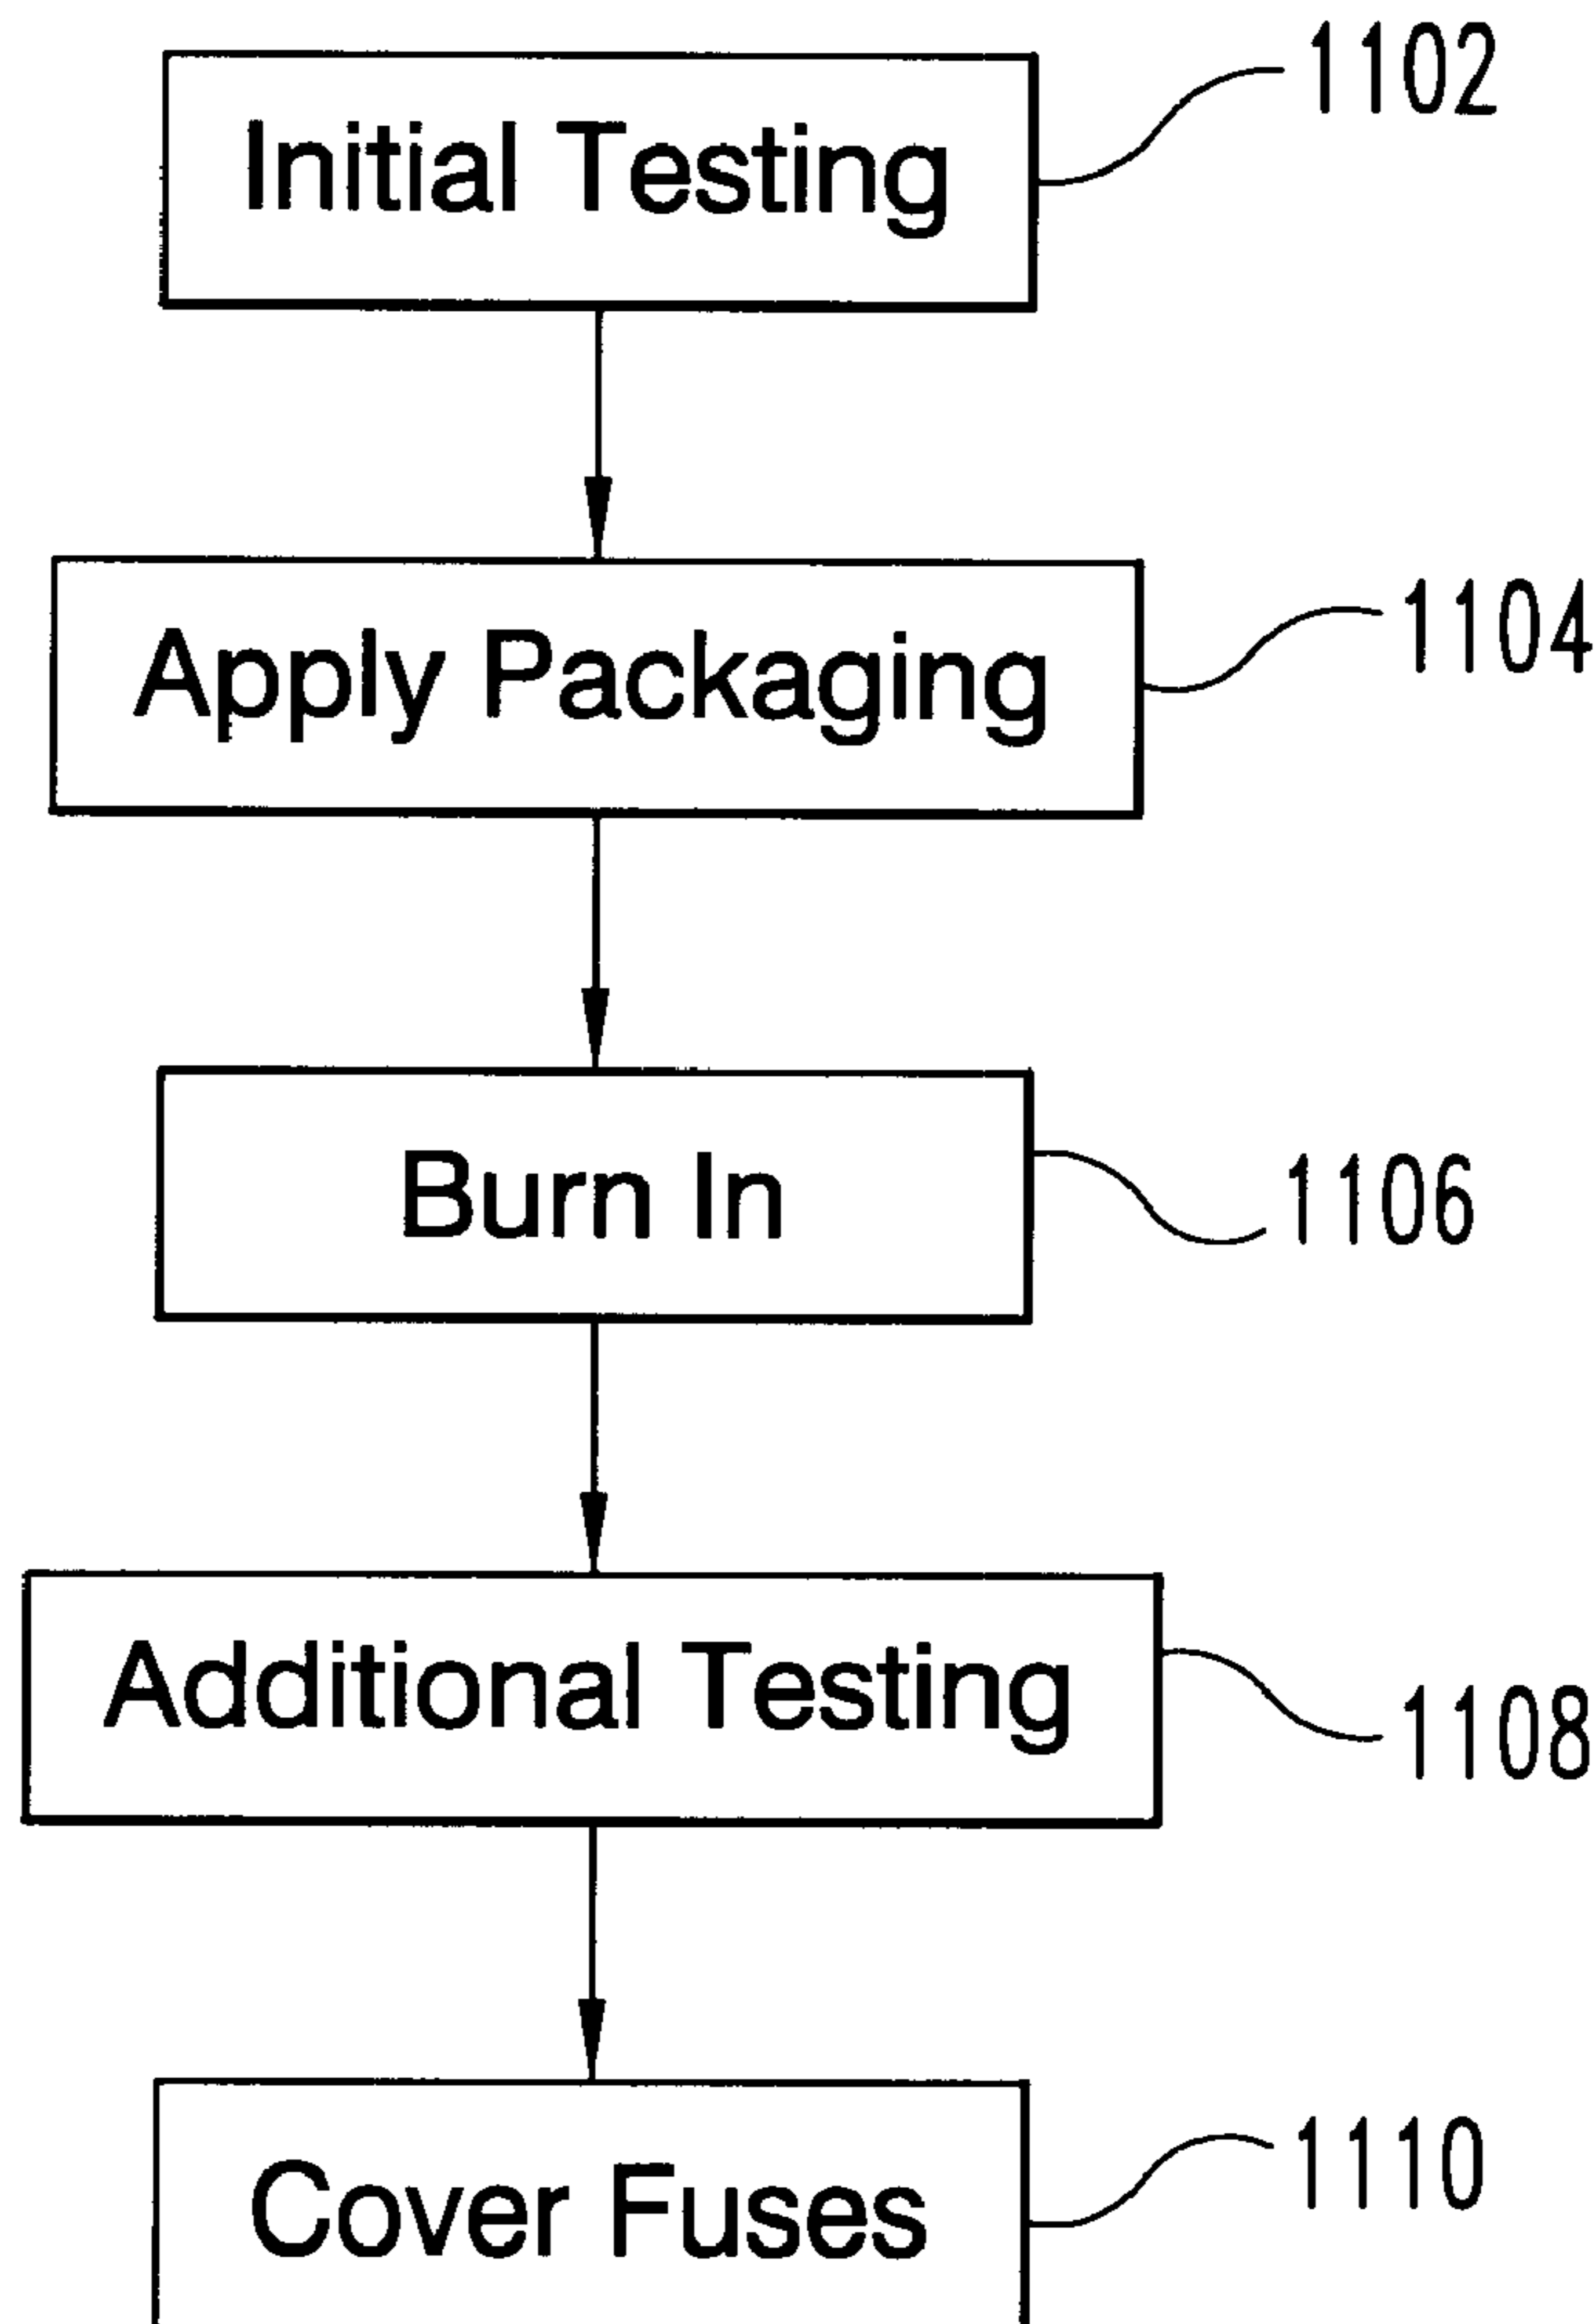 Initial Testing
1102
Apply Packaging
1104
Burn In
1106
Additional Testing
1108
Cover Fuses
1110